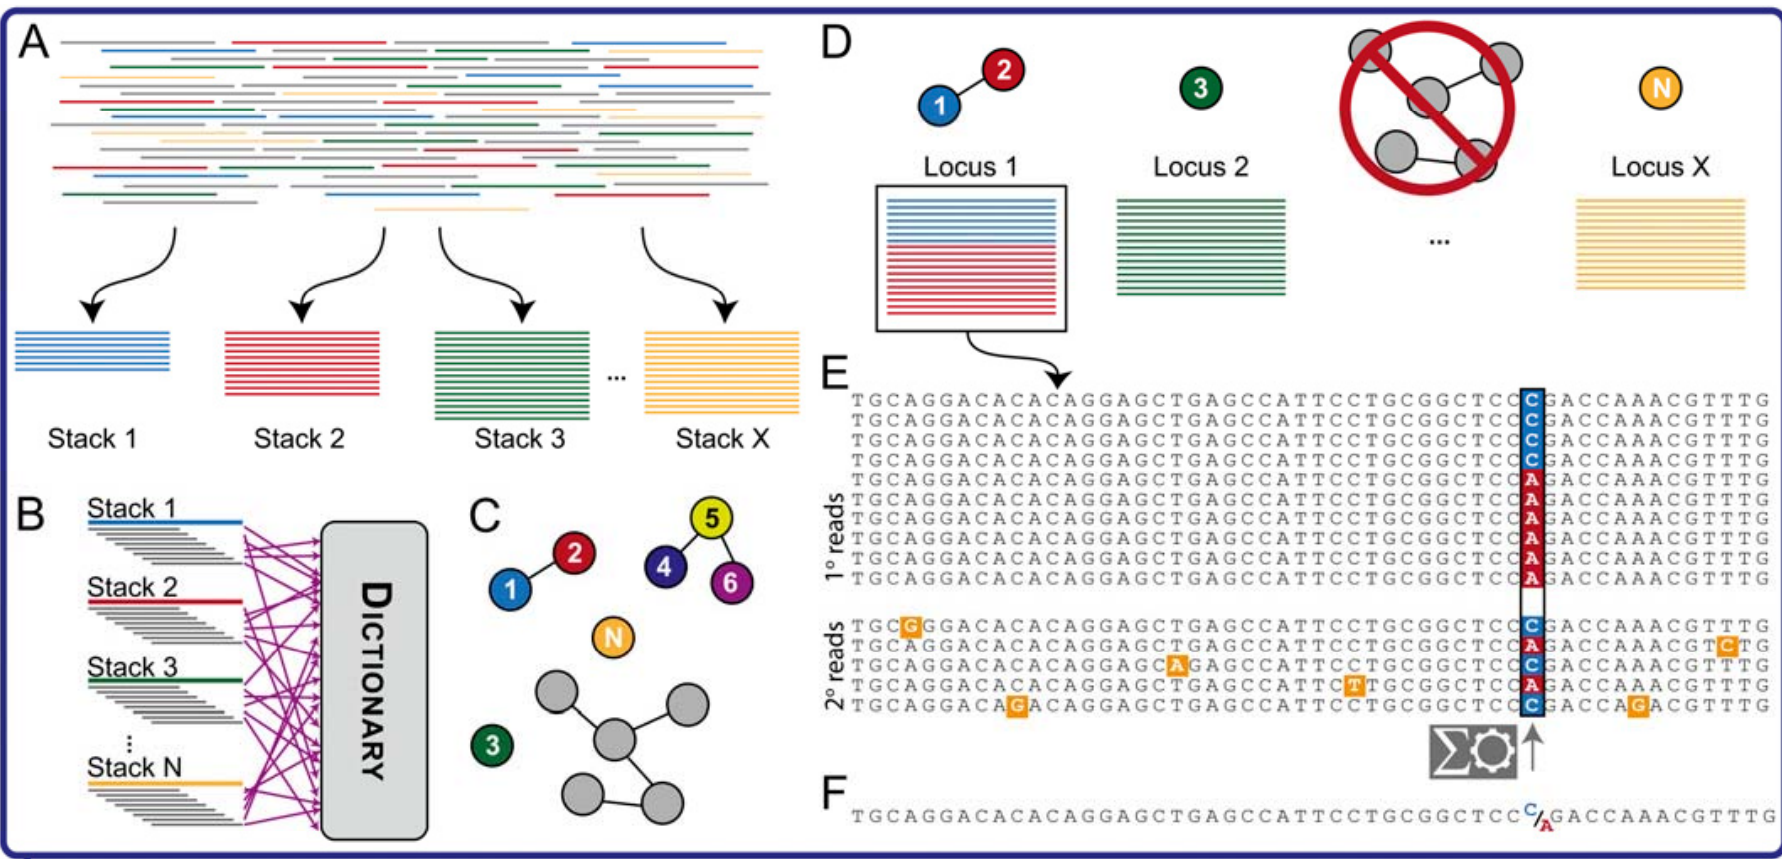 A
Stack 1
Stack 2
Stack 3
...
Stack X
B
Stack 1
Stack 2
Stack 3
...
Stack N
DICTIONARY
C
1
2
3
4
5
6
N
D
1
2
3
N
Locus 1
Locus 2
...
Locus X
E
1° reads
TGCAGGACACACAGGAGCTGAGCCATTCCTGCGGCTCCCGACCAAACGTTTG
TGCAGGACACACAGGAGCTGAGCCATTCCTGCGGCTCCCGACCAAACGTTTG
TGCAGGACACACAGGAGCTGAGCCATTCCTGCGGCTCCCGACCAAACGTTTG
TGCAGGACACACAGGAGCTGAGCCATTCCTGCGGCTCCCGACCAAACGTTTG
TGCAGGACACACAGGAGCTGAGCCATTCCTGCGGCTCCAGACCAAACGTTTG
TGCAGGACACACAGGAGCTGAGCCATTCCTGCGGCTCCAGACCAAACGTTTG
TGCAGGACACACAGGAGCTGAGCCATTCCTGCGGCTCCAGACCAAACGTTTG
TGCAGGACACACAGGAGCTGAGCCATTCCTGCGGCTCCAGACCAAACGTTTG
TGCAGGACACACAGGAGCTGAGCCATTCCTGCGGCTCCAGACCAAACGTTTG
TGCAGGACACACAGGAGCTGAGCCATTCCTGCGGCTCCAGACCAAACGTTTG
2° reads
TGCGGGACACACAGGAGCTGAGCCATTCCTGCGGCTCCCGACCAAACGTTTG
TGCAGGACACACAGGAGCTGAGCCATTCCTGCGGCTCCAGACCAAACGTCTG
TGCAGGACACACAGGAGCAGAGCCATTCCTGCGGCTCCCGACCAAACGTTTG
TGCAGGACACACAGGAGCTGAGCCATTCTTGCGGCTCCAGACCAAACGTTTG
TGCAGGACAGACAGGAGCTGAGCCATTCCTGCGGCTCCCGACCAGACGTTTG
Σ
F
TGCAGGACACACAGGAGCTGAGCCATTCCTGCGGCTCCC/AGACCAAACGTTTG